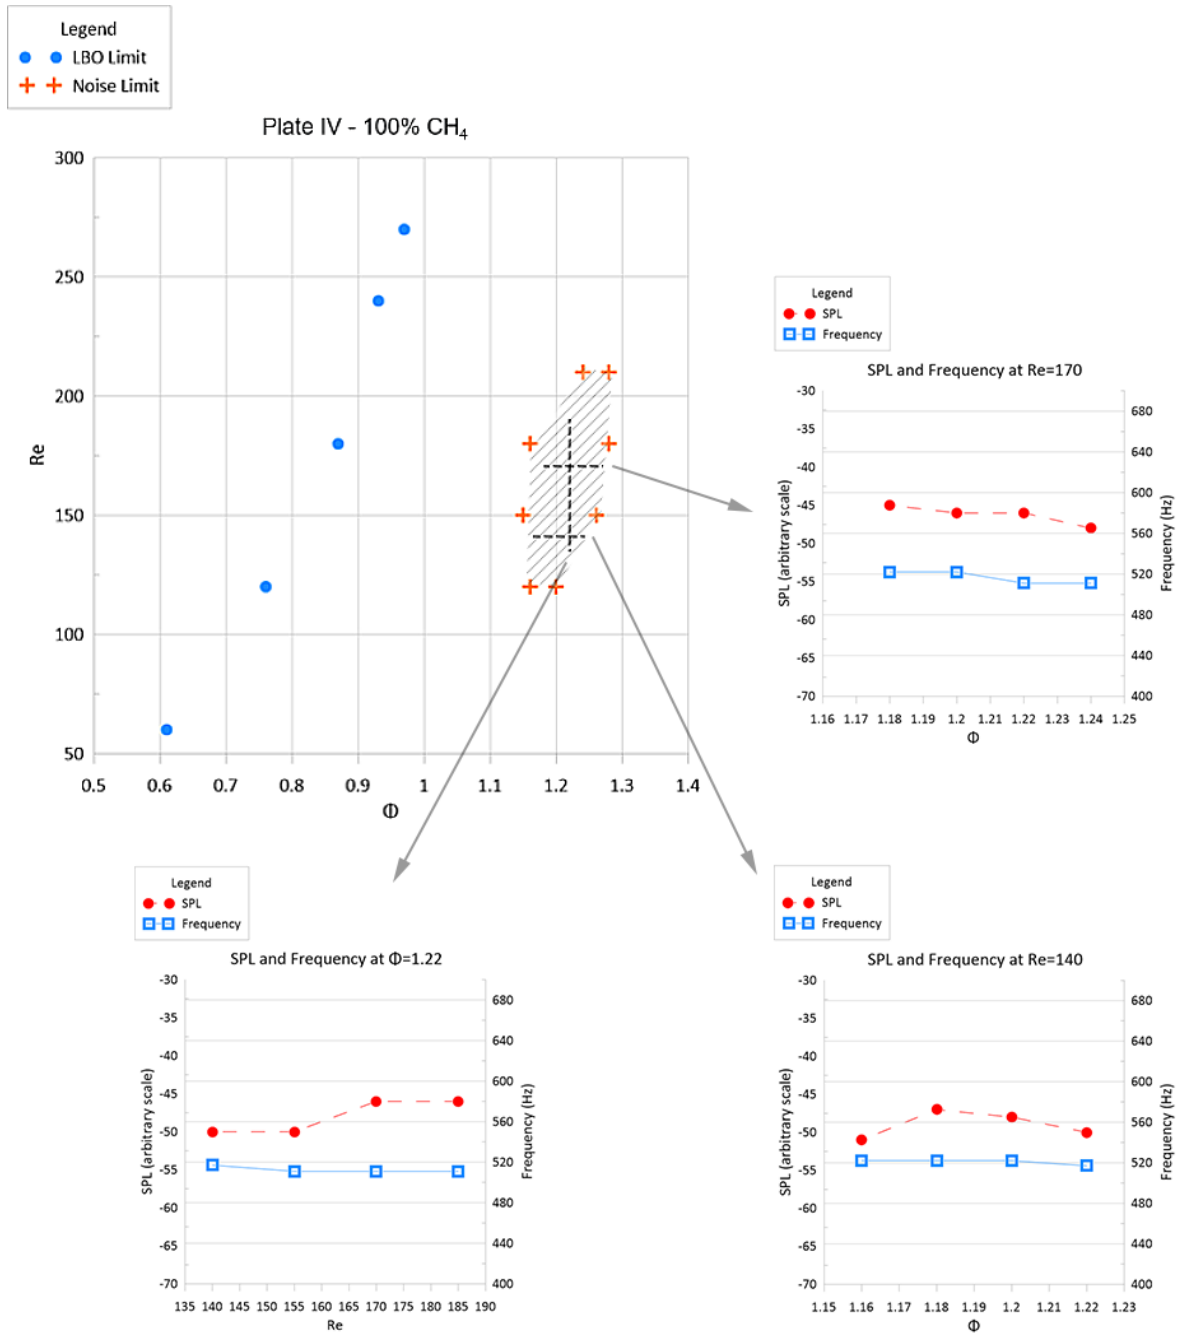 Legend
LBO Limit
Noise Limit
Plate IV - 100% CH₄
300
250
200
150
100
50
Re
0.5 0.6 0.7 0.8 0.9 1 1.1 1.2 1.3 1.4
Φ
Legend
SPL
Frequency
SPL and Frequency at Re=170
-30
-35
-40
-45
-50
-55
-60
-65
-70
SPL (arbitrary scale)
680
640
600
560
520
480
440
400
Frequency (Hz)
1.16 1.17 1.18 1.19 1.2 1.21 1.22 1.23 1.24 1.25
Φ
Legend
SPL
Frequency
SPL and Frequency at Φ=1.22
-30
-35
-40
-45
-50
-55
-60
-65
-70
SPL (arbitrary scale)
680
640
600
560
520
480
440
400
Frequency (Hz)
135 140 145 150 155 160 165 170 175 180 185 190
Re
Legend
SPL
Frequency
SPL and Frequency at Re=140
-30
-35
-40
-45
-50
-55
-60
-65
-70
SPL (arbitrary scale)
680
640
600
560
520
480
440
400
Frequency (Hz)
1.15 1.16 1.17 1.18 1.19 1.2 1.21 1.22 1.23
Φ